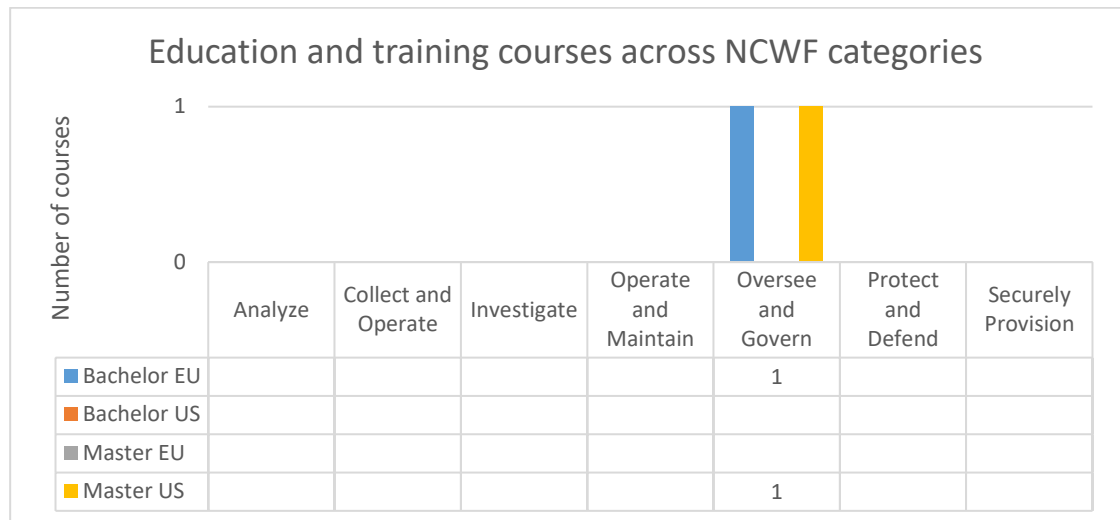 Education and training courses across NCWF categories
Number of courses
1
0
Analyze
Collect and
Operate
Investigate
Operate
and
Maintain
Oversee
and
Govern
Protect
and
Defend
Securely
Provision
Bachelor EU 1
Bachelor US
Master EU
Master US 1